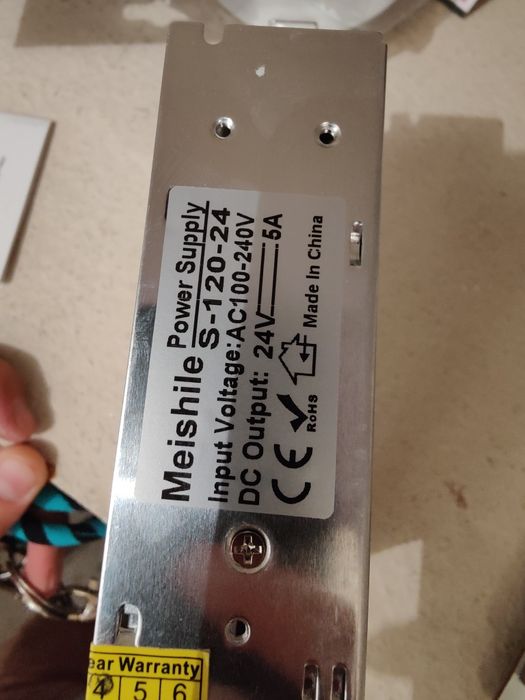 Meishile Power Supply
S-120-24
Input Voltage:AC100-240V
DC Output: 24V 5A
CE RoHS Made In China
ear Warranty
4 5 6